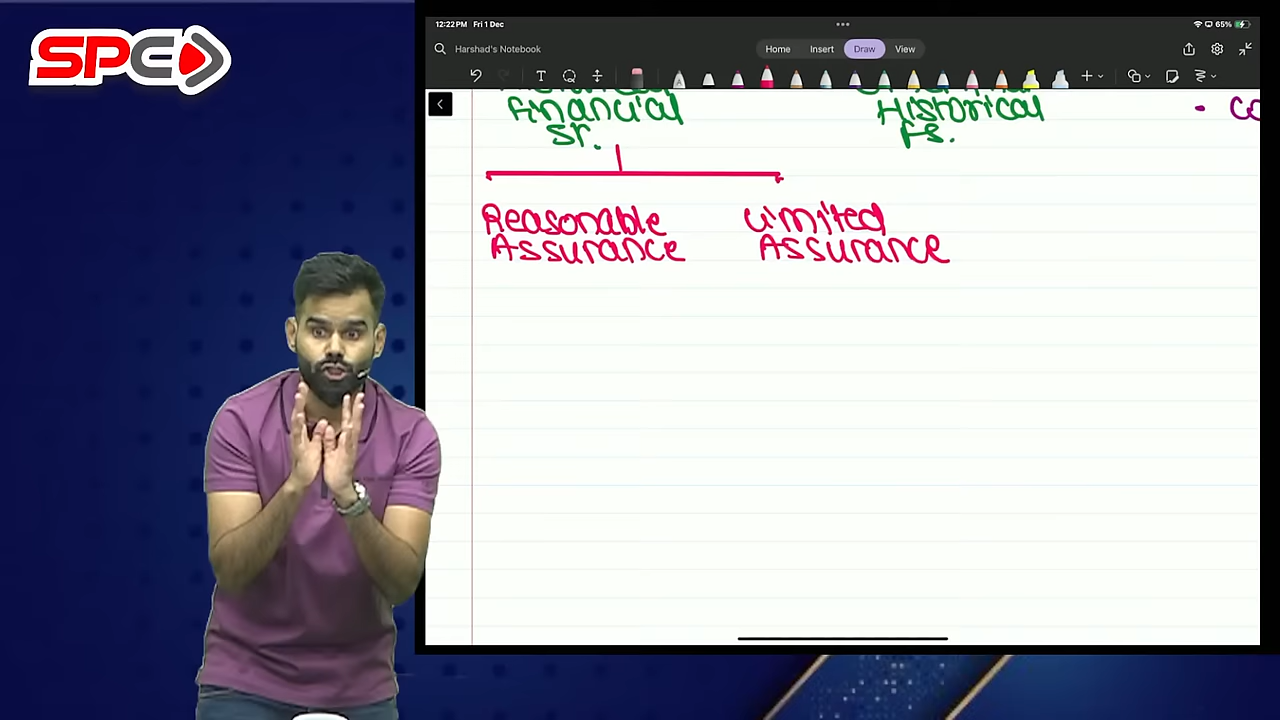 SPC
12:22 PM Fri 1 Dec
65%
Harshad's Notebook
Home Insert Draw View
Financial
St.
Historical
Fs.
Reasonable
Assurance
Limited
Assurance